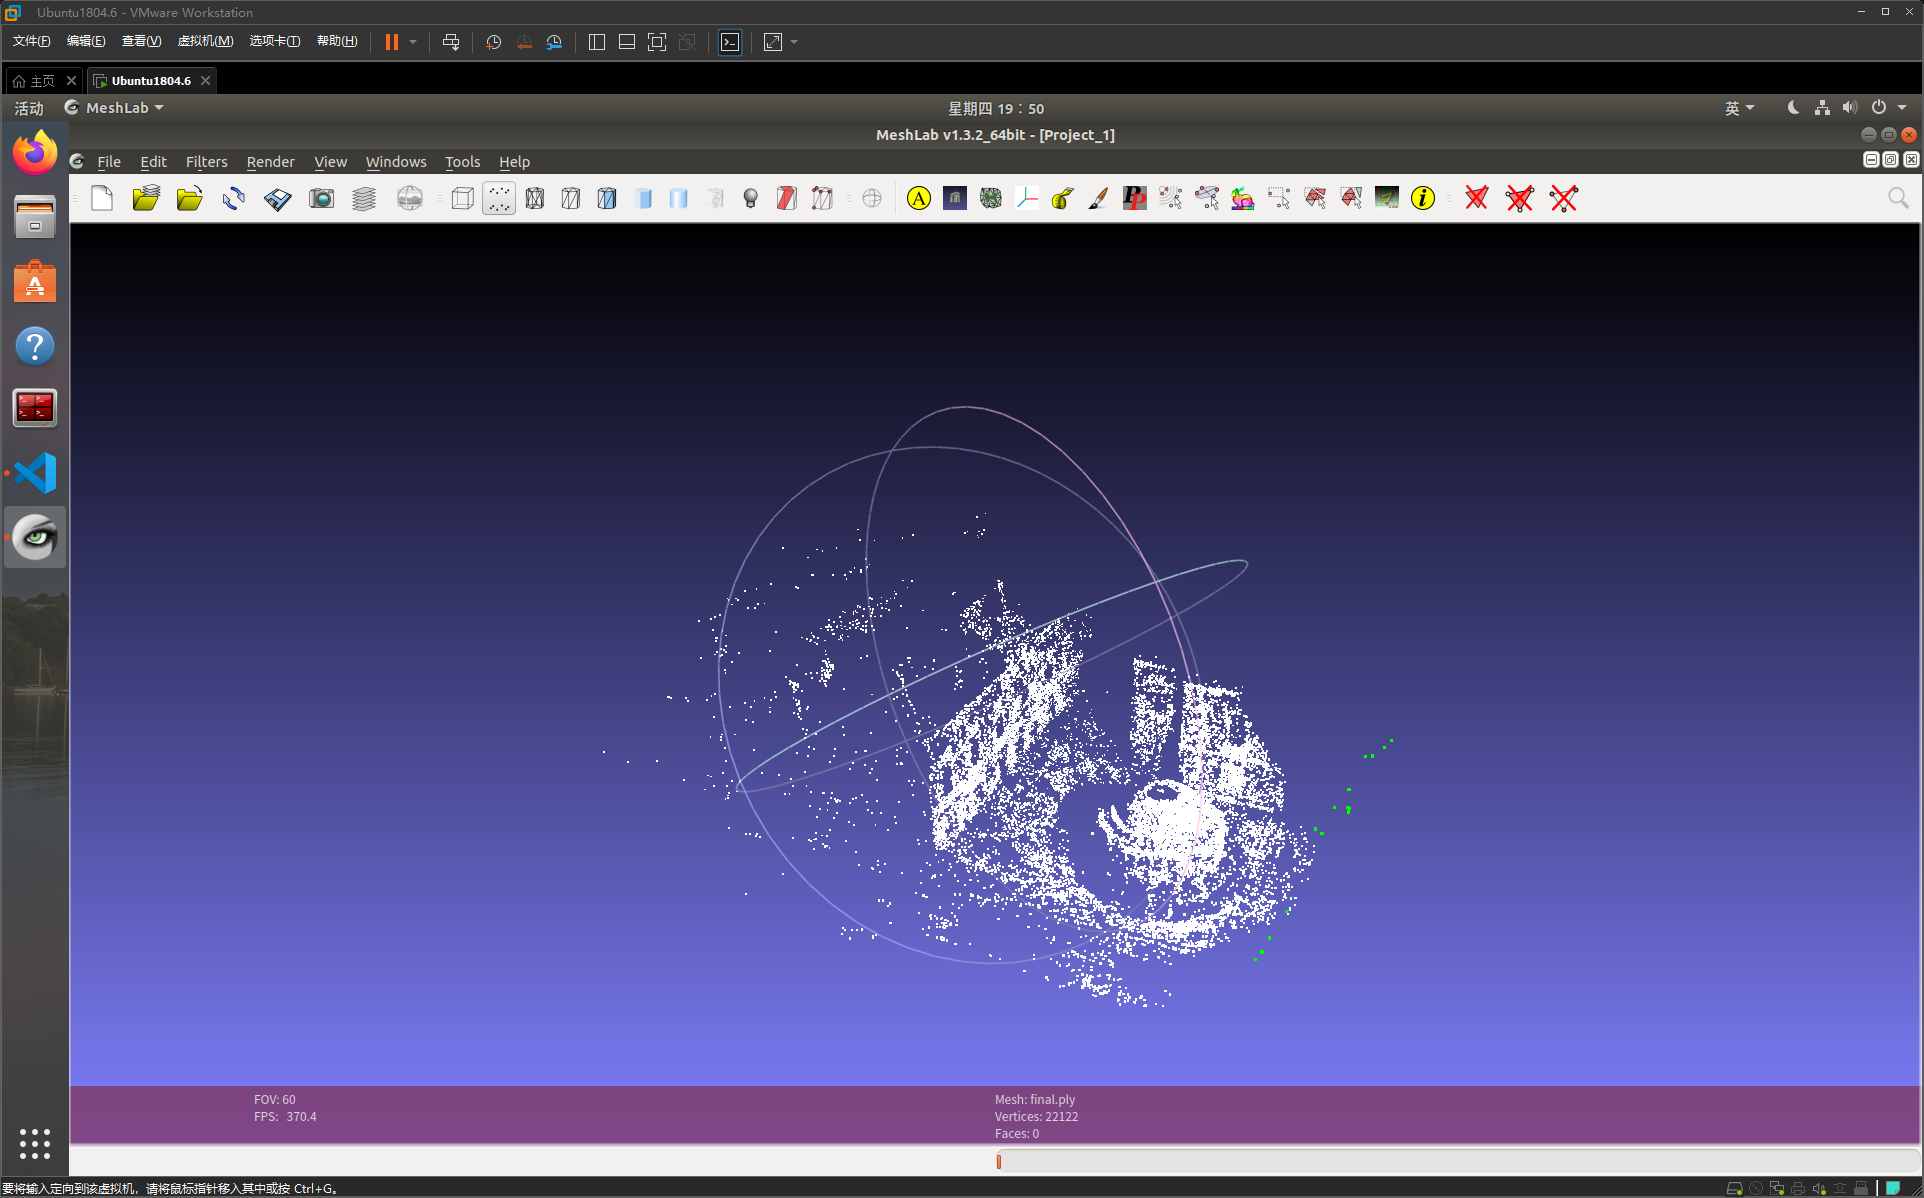 Ubuntu1804.6 - VMware Workstation
文件(F) 编辑(E) 查看(V) 虚拟机(M) 选项卡(T) 帮助(H)
主页 Ubuntu1804.6
活动 MeshLab 星期四 19：50 英
MeshLab v1.3.2_64bit - [Project_1]
File Edit Filters Render View Windows Tools Help
FOV: 60
FPS: 370.4
Mesh: final.ply
Vertices: 22122
Faces: 0
要将输入定向到该虚拟机，请将鼠标指针移入其中或按 Ctrl+G。